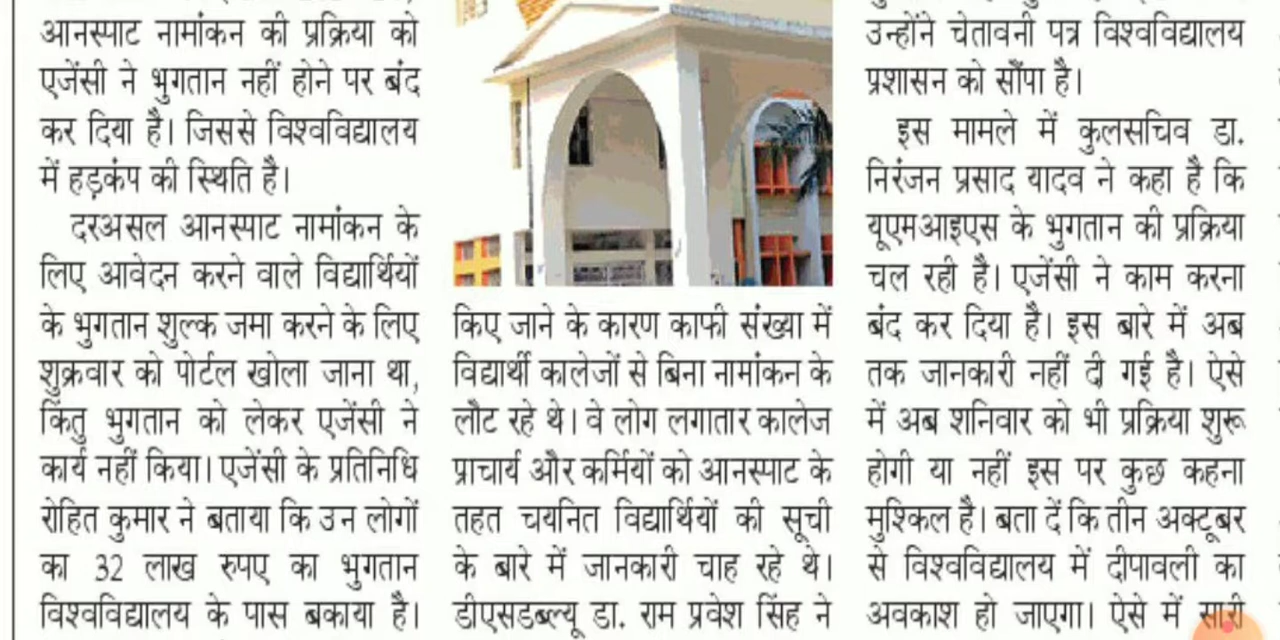 आनस्पाट नामांकन की प्रक्रिया को
एजेंसी ने भुगतान नहीं होने पर बंद
कर दिया है। जिससे विश्वविद्यालय
में हड़कंप की स्थिति है।
दरअसल आनस्पाट नामांकन के
लिए आवेदन करने वाले विद्यार्थियों
के भुगतान शुल्क जमा करने के लिए
शुक्रवार को पोर्टल खोला जाना था,
किंतु भुगतान को लेकर एजेंसी ने
कार्य नहीं किया। एजेंसी के प्रतिनिधि
रोहित कुमार ने बताया कि उन लोगों
का 32 लाख रुपए का भुगतान
विश्वविद्यालय के पास बकाया है।
किए जाने के कारण काफी संख्या में
विद्यार्थी कालेजों से बिना नामांकन के
लौट रहे थे। वे लोग लगातार कालेज
प्राचार्य और कर्मियों को आनस्पाट के
तहत चयनित विद्यार्थियों की सूची
के बारे में जानकारी चाह रहे थे।
डीएसडब्ल्यू डा. राम प्रवेश सिंह ने
उन्होंने चेतावनी पत्र विश्वविद्यालय
प्रशासन को सौंपा है।
इस मामले में कुलसचिव डा.
निरंजन प्रसाद यादव ने कहा है कि
यूएमआइएस के भुगतान की प्रक्रिया
चल रही है। एजेंसी ने काम करना
बंद कर दिया है। इस बारे में अब
तक जानकारी नहीं दी गई है। ऐसे
में अब शनिवार को भी प्रक्रिया शुरू
होगी या नहीं इस पर कुछ कहना
मुश्किल है। बता दें कि तीन अक्टूबर
से विश्वविद्यालय में दीपावली का
अवकाश हो जाएगा। ऐसे में सारी